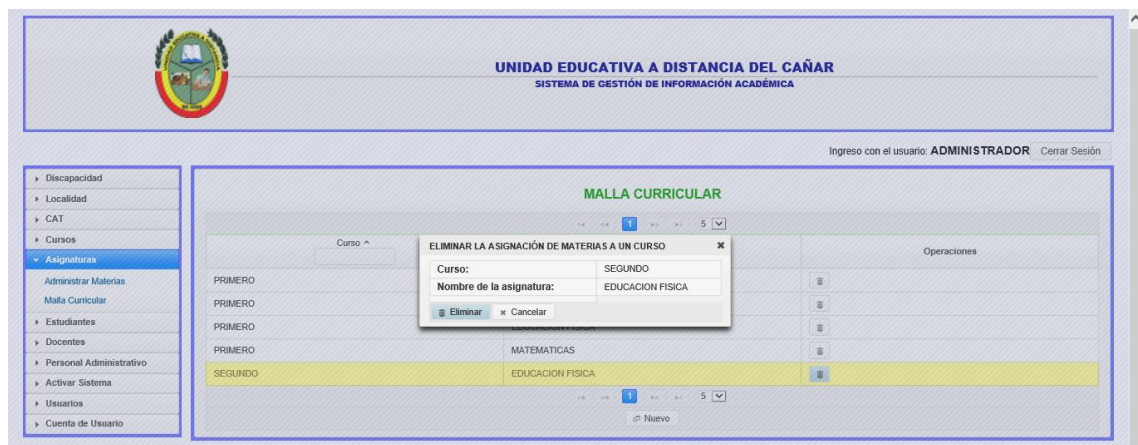 UNIDAD EDUCATIVA A DISTANCIA DEL CAÑAR
SISTEMA DE GESTIÓN DE INFORMACIÓN ACADÉMICA
Ingreso con el usuario: ADMINISTRADOR Cerrar Sesión
Discapacidad
Localidad
CAT
Cursos
Asignaturas
Administrar Materias
Malla Curricular
Estudiantes
Docentes
Personal Administrativo
Activar Sistema
Usuarios
Cuenta de Usuario
MALLA CURRICULAR
1 5
Curso Operaciones
PRIMERO
PRIMERO
PRIMERO EDUCACION FISICA
PRIMERO MATEMATICAS
SEGUNDO EDUCACION FISICA
1 5
Nuevo
ELIMINAR LA ASIGNACIÓN DE MATERIAS A UN CURSO
Curso: SEGUNDO
Nombre de la asignatura: EDUCACION FISICA
Eliminar Cancelar